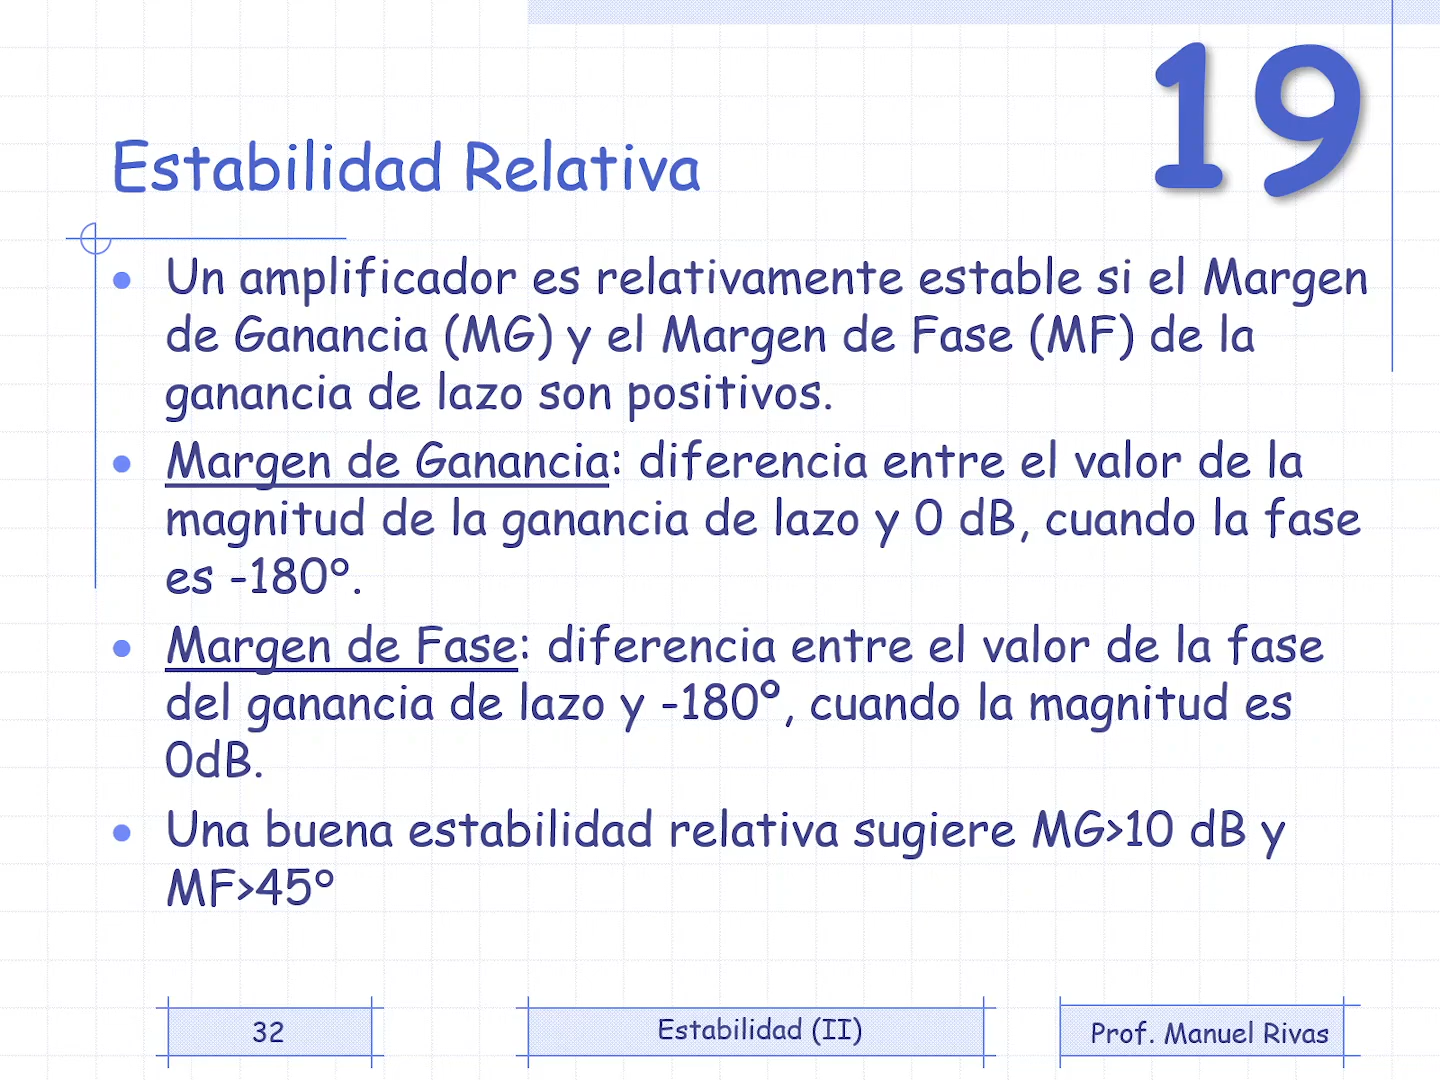 19
Estabilidad Relativa
Un amplificador es relativamente estable si el Margen
de Ganancia (MG) y el Margen de Fase (MF) de la
ganancia de lazo son positivos.
Margen de Ganancia: diferencia entre el valor de la
magnitud de la ganancia de lazo y 0 dB, cuando la fase
es -180º.
Margen de Fase: diferencia entre el valor de la fase
del ganancia de lazo y -180º, cuando la magnitud es
0dB.
Una buena estabilidad relativa sugiere MG>10 dB y
MF>45º
32
Estabilidad (II)
Prof. Manuel Rivas